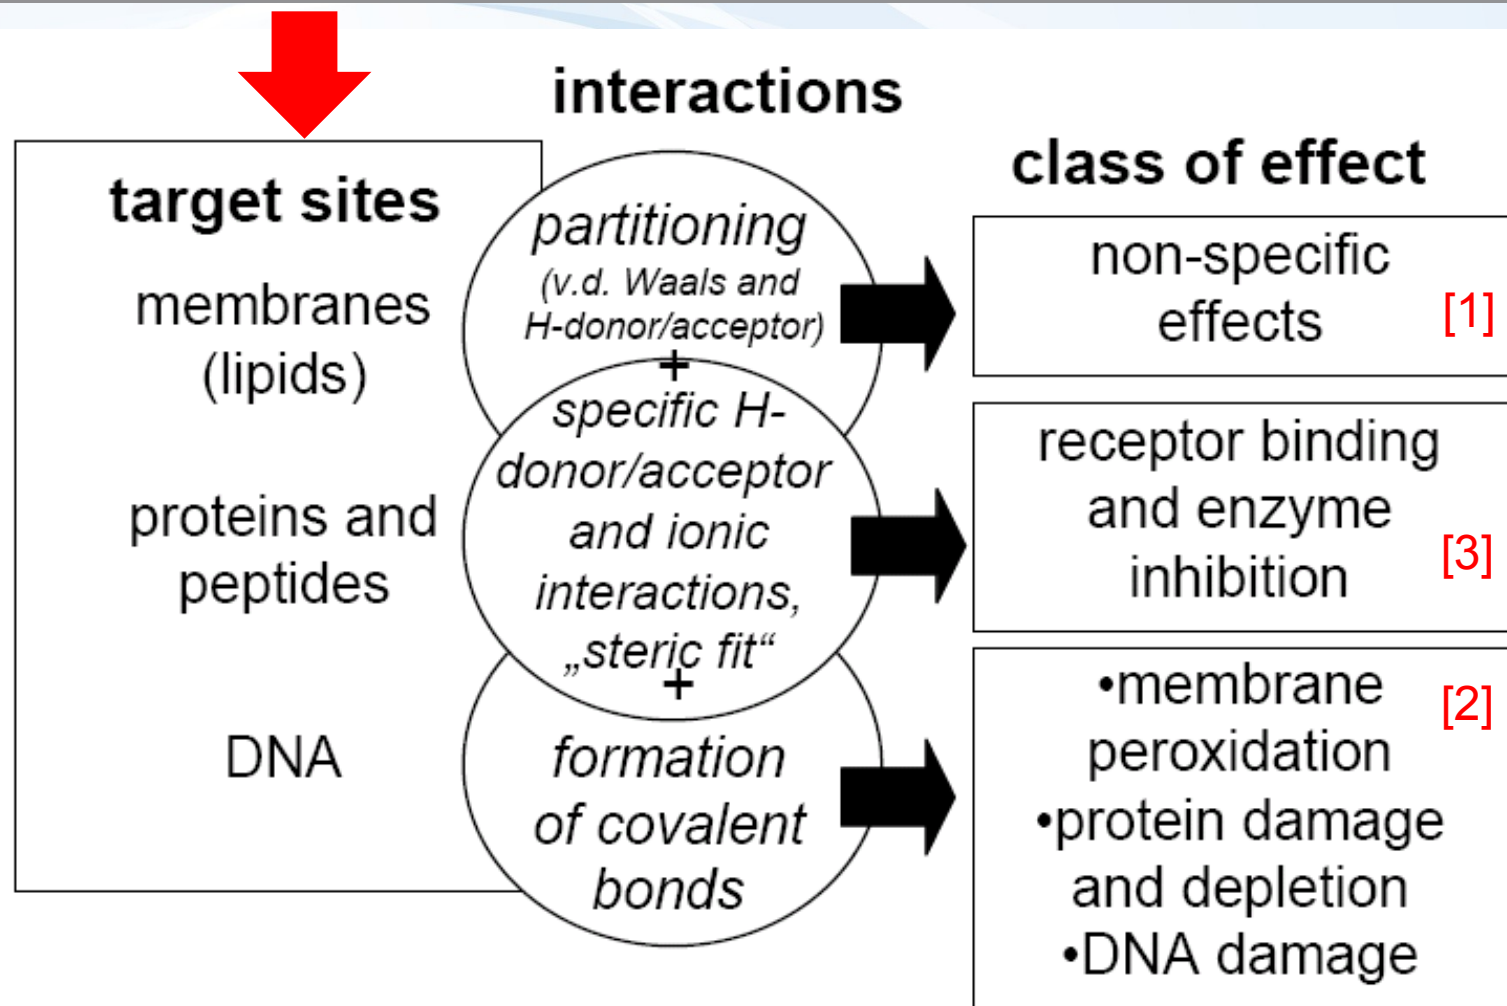 interactions
class of effect
target sites
membranes
(lipids)
proteins and
peptides
DNA
partitioning
(v.d. Waals and
H-donor/acceptor)
+
specific H-
donor/acceptor
and ionic
interactions,
„steric fit“
+
formation
of covalent
bonds
non-specific
effects [1]
receptor binding
and enzyme
inhibition [3]
•membrane [2]
peroxidation
•protein damage
and depletion
•DNA damage